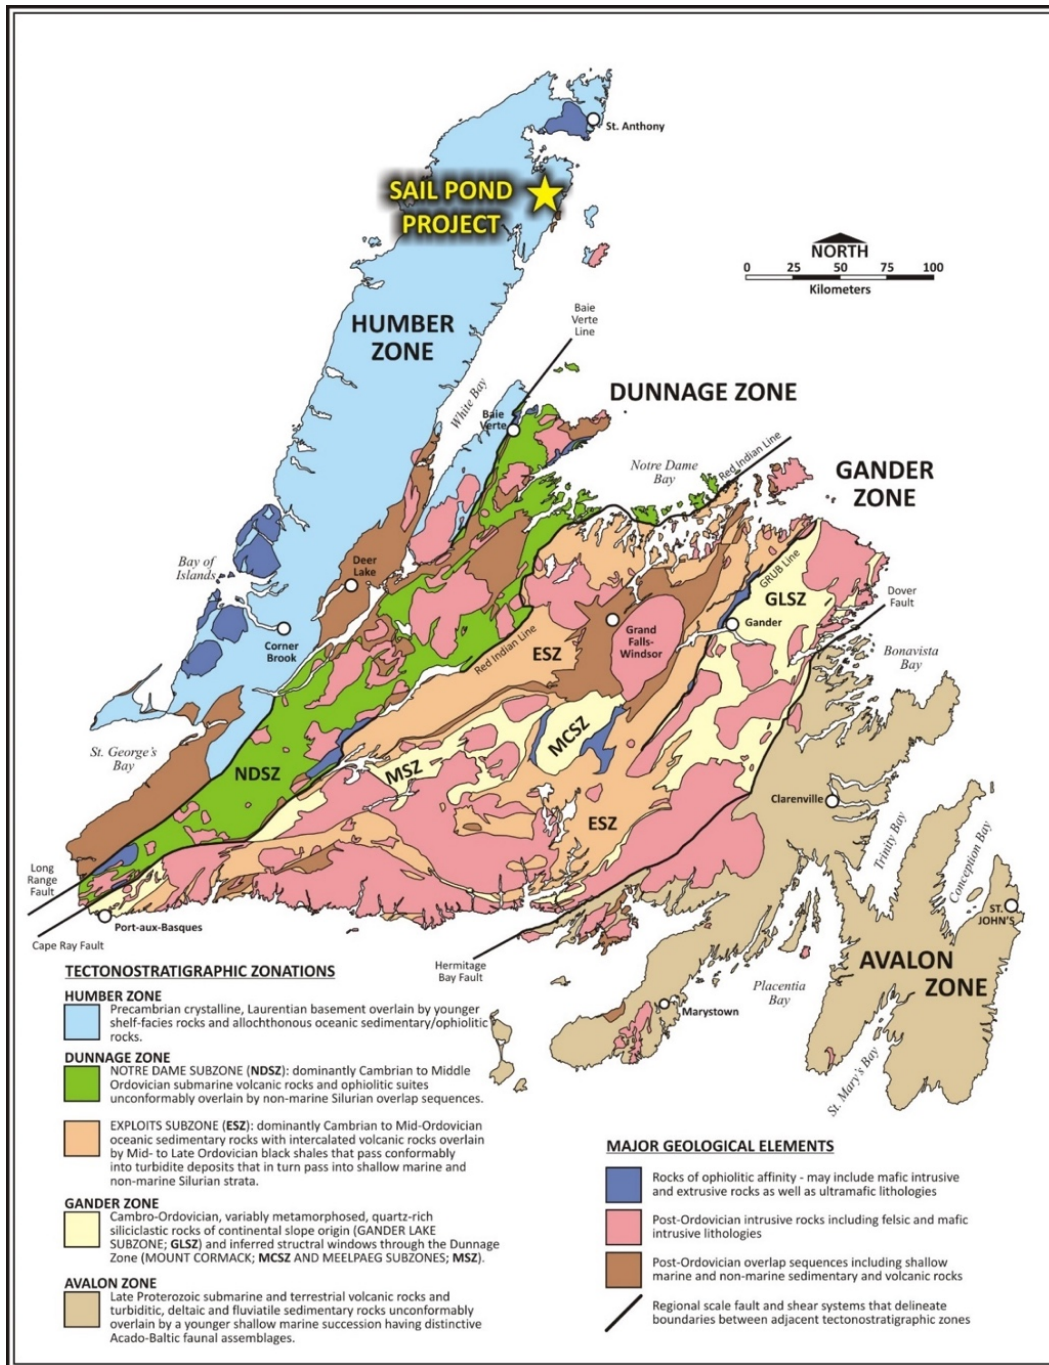 St. Anthony
SAIL POND
PROJECT
NORTH
0 25 50 75 100
Kilometers
HUMBER
ZONE
Baie
Verte
Line
White Bay
Baie
Verte
DUNNAGE ZONE
Notre Dame
Bay
Red Indian Line
GANDER
ZONE
Bay of
Islands
Deer
Lake
Corner
Brook
GRUB Line
GLSZ
Gander
Dover
Fault
Bonavista
Bay
Grand
Falls-
Windsor
ESZ
Red Indian Line
MCSZ
MSZ
NDSZ
St. George's
Bay
ESZ
Clarenville
Trinity Bay
Conception Bay
ST.
JOHN'S
Long
Range
Fault
Cape Ray Fault
Port-aux-Basques
Hermitage
Bay Fault
AVALON
ZONE
Placentia
Bay
Marystown
St. Mary's Bay
TECTONOSTRATIGRAPHIC ZONATIONS
HUMBER ZONE
Precambrian crystalline, Laurentian basement overlain by younger
shelf-facies rocks and allochthonous oceanic sedimentary/ophiolitic
rocks.
DUNNAGE ZONE
NOTRE DAME SUBZONE (NDSZ): dominantly Cambrian to Middle
Ordovician submarine volcanic rocks and ophiolitic suites
unconformably overlain by non-marine Silurian overlap sequences.
EXPLOITS SUBZONE (ESZ): dominantly Cambrian to Mid-Ordovician
oceanic sedimentary rocks with intercalated volcanic rocks overlain
by Mid- to Late Ordovician black shales that pass conformably
into turbidite deposits that in turn pass into shallow marine and
non-marine Silurian strata.
GANDER ZONE
Cambro-Ordovician, variably metamorphosed, quartz-rich
siliciclastic rocks of continental slope origin (GANDER LAKE
SUBZONE; GLSZ) and inferred structral windows through the Dunnage
Zone (MOUNT CORMACK; MCSZ AND MEELPAEG SUBZONES; MSZ).
AVALON ZONE
Late Proterozoic submarine and terrestrial volcanic rocks and
turbiditic, deltaic and fluviatile sedimentary rocks unconformably
overlain by a younger shallow marine succession having distinctive
Acado-Baltic faunal assemblages.
MAJOR GEOLOGICAL ELEMENTS
Rocks of ophiolitic affinity - may include mafic intrusive
and extrusive rocks as well as ultramafic lithologies
Post-Ordovician intrusive rocks including felsic and mafic
intrusive lithologies
Post-Ordovician overlap sequences including shallow
marine and non-marine sedimentary and volcanic rocks
Regional scale fault and shear systems that delineate
boundaries between adjacent tectonostratigraphic zones